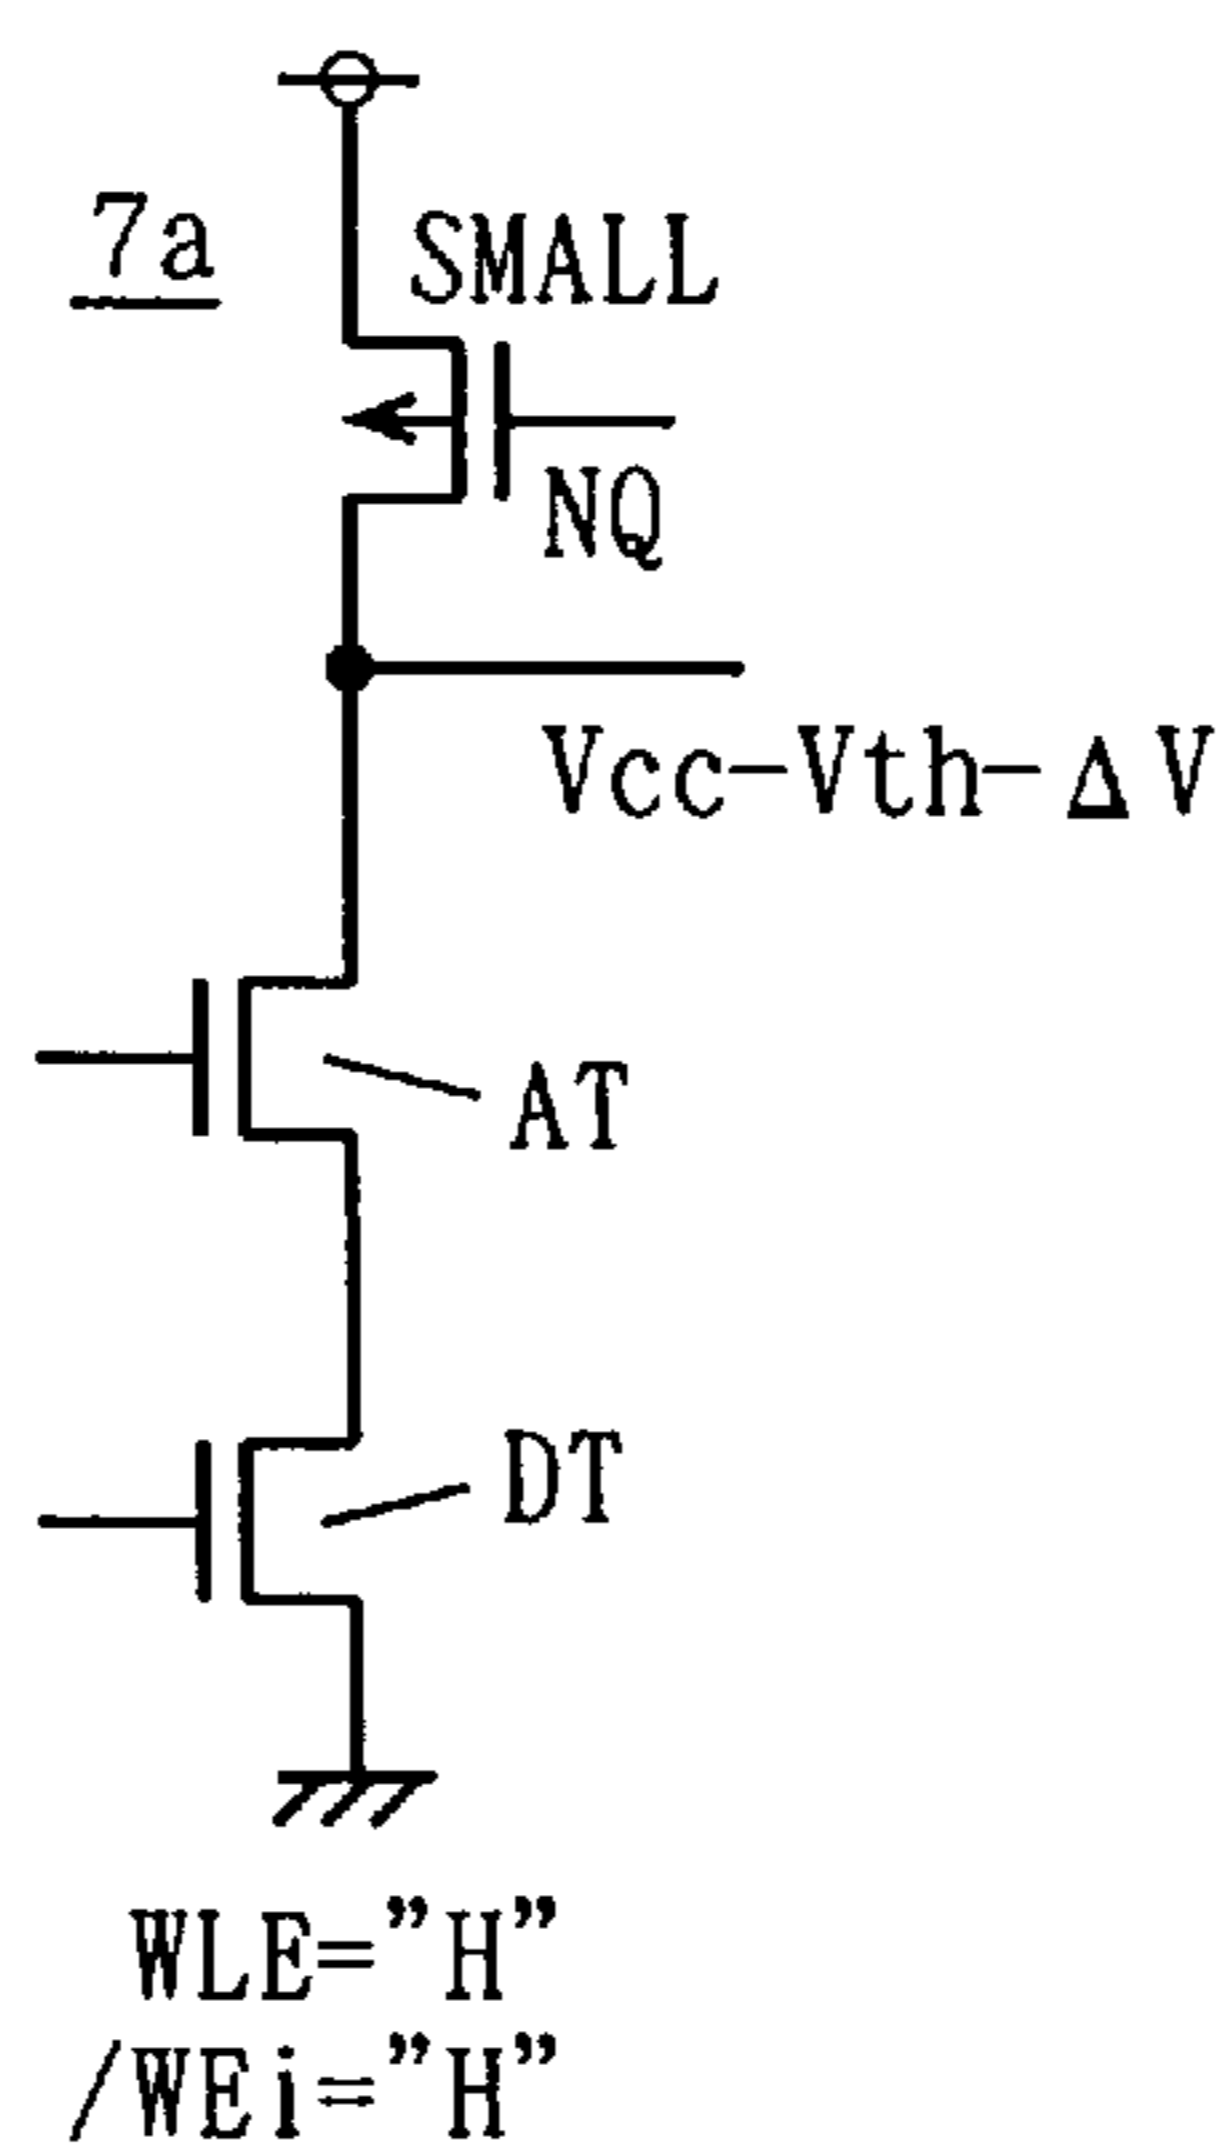 7a
SMALL
NQ
Vcc-Vth-ΔV
AT
DT
WLE=”H”
/WEi=”H”